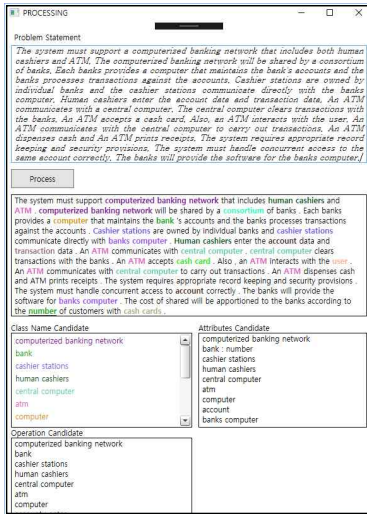 PROCESSING
Problem Statement
The system must support a computerized banking network that includes both human
cashiers and ATM, The computerized banking network will be shared by a consortium
of banks, Each banks provides a computer that maintains the bank's accounts and the
banks processes transactions against the accounts, Cashier stations are owned by
individual banks and the cashier stations communicate directly with the banks
computer, Human cashiers enter the account data and transaction data, An ATM
communicates with a central computer, The central computer clears transactions with
the banks, An ATM accepts a cash card, Also, an ATM interacts with the user, An
ATM communicates with the central computer to carry out transactions, An ATM
dispenses cash and An ATM prints receipts, The system requires appropriate record
keeping and security provisions, The system must handle concurrent access to the
same account correctly, The banks will provide the software for the banks computer,
Process
The system must support computerized banking network that includes human cashiers and
ATM . computerized banking network will be shared by a consortium of banks . Each banks
provides a computer that maintains the bank 's accounts and the banks processes transactions
against the accounts . Cashier stations are owned by individual banks and cashier stations
communicate directly with banks computer . Human cashiers enter the account data and
transaction data . An ATM communicates with central computer . central computer clears
transactions with the banks . An ATM accepts cash card . Also , an ATM Interacts with the user .
An ATM communicates with central computer to carry out transactions . An ATM dispenses cash
and ATM prints receipts . The system requires appropriate record keeping and security provisions .
The system must handle concurrent access to account correctly . The banks will provide the
software for banks computer . The cost of shared will be apportioned to the banks according to
the number of customers with cash cards .
Class Name Candidate
computerized banking network
bank
cashier stations
human cashiers
central computer
atm
computer
Attributes Candidate
computerized banking network
bank : number
cashier stations
human cashiers
central computer
atm
computer
account
banks computer
Operation Candidate
computerized banking network
bank
cashier stations
human cashiers
central computer
atm
computer